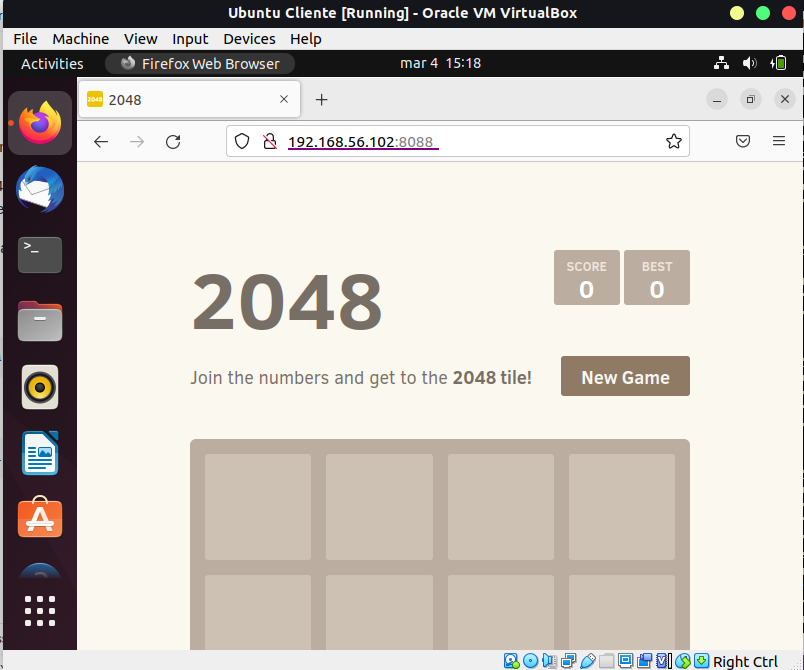 Ubuntu Cliente [Running] - Oracle VM VirtualBox
File Machine View Input Devices Help
Activities Firefox Web Browser mar 4 15:18
2048 2048
192.168.56.102:8088
SCORE BEST
0 0
2048
Join the numbers and get to the 2048 tile!
New Game
>_
Right Ctrl